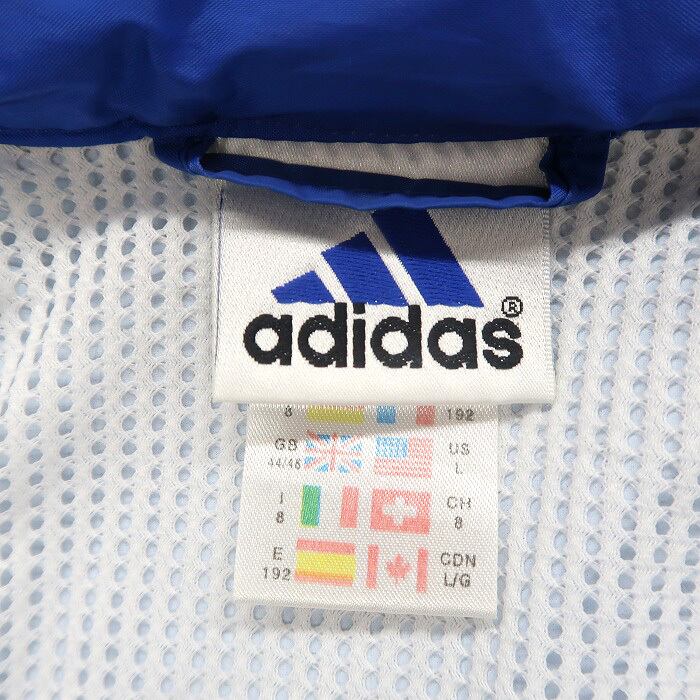 adidas®
8 192
GB US
44/46 L
I CH
8 8
E CDN
192 L/G